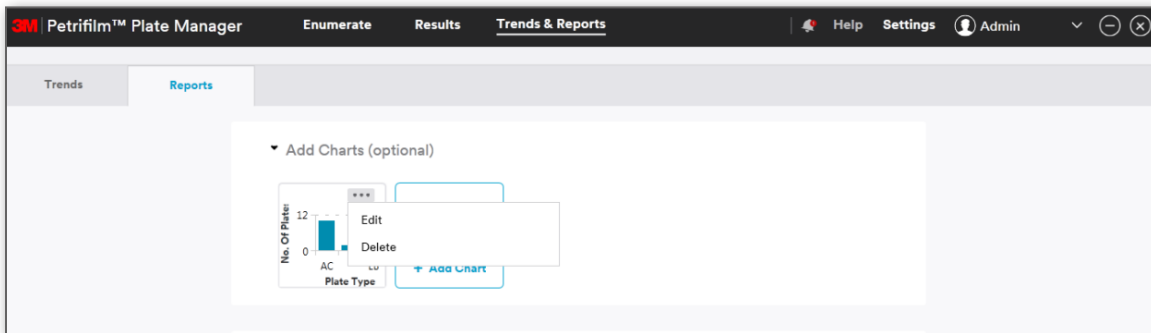 3M Petrifilm™ Plate Manager Enumerate Results Trends & Reports Help Settings Admin
Trends Reports
Add Charts (optional)
No. Of Plates
12
0
AC
Plate Type
Edit
Delete
+ Add Chart